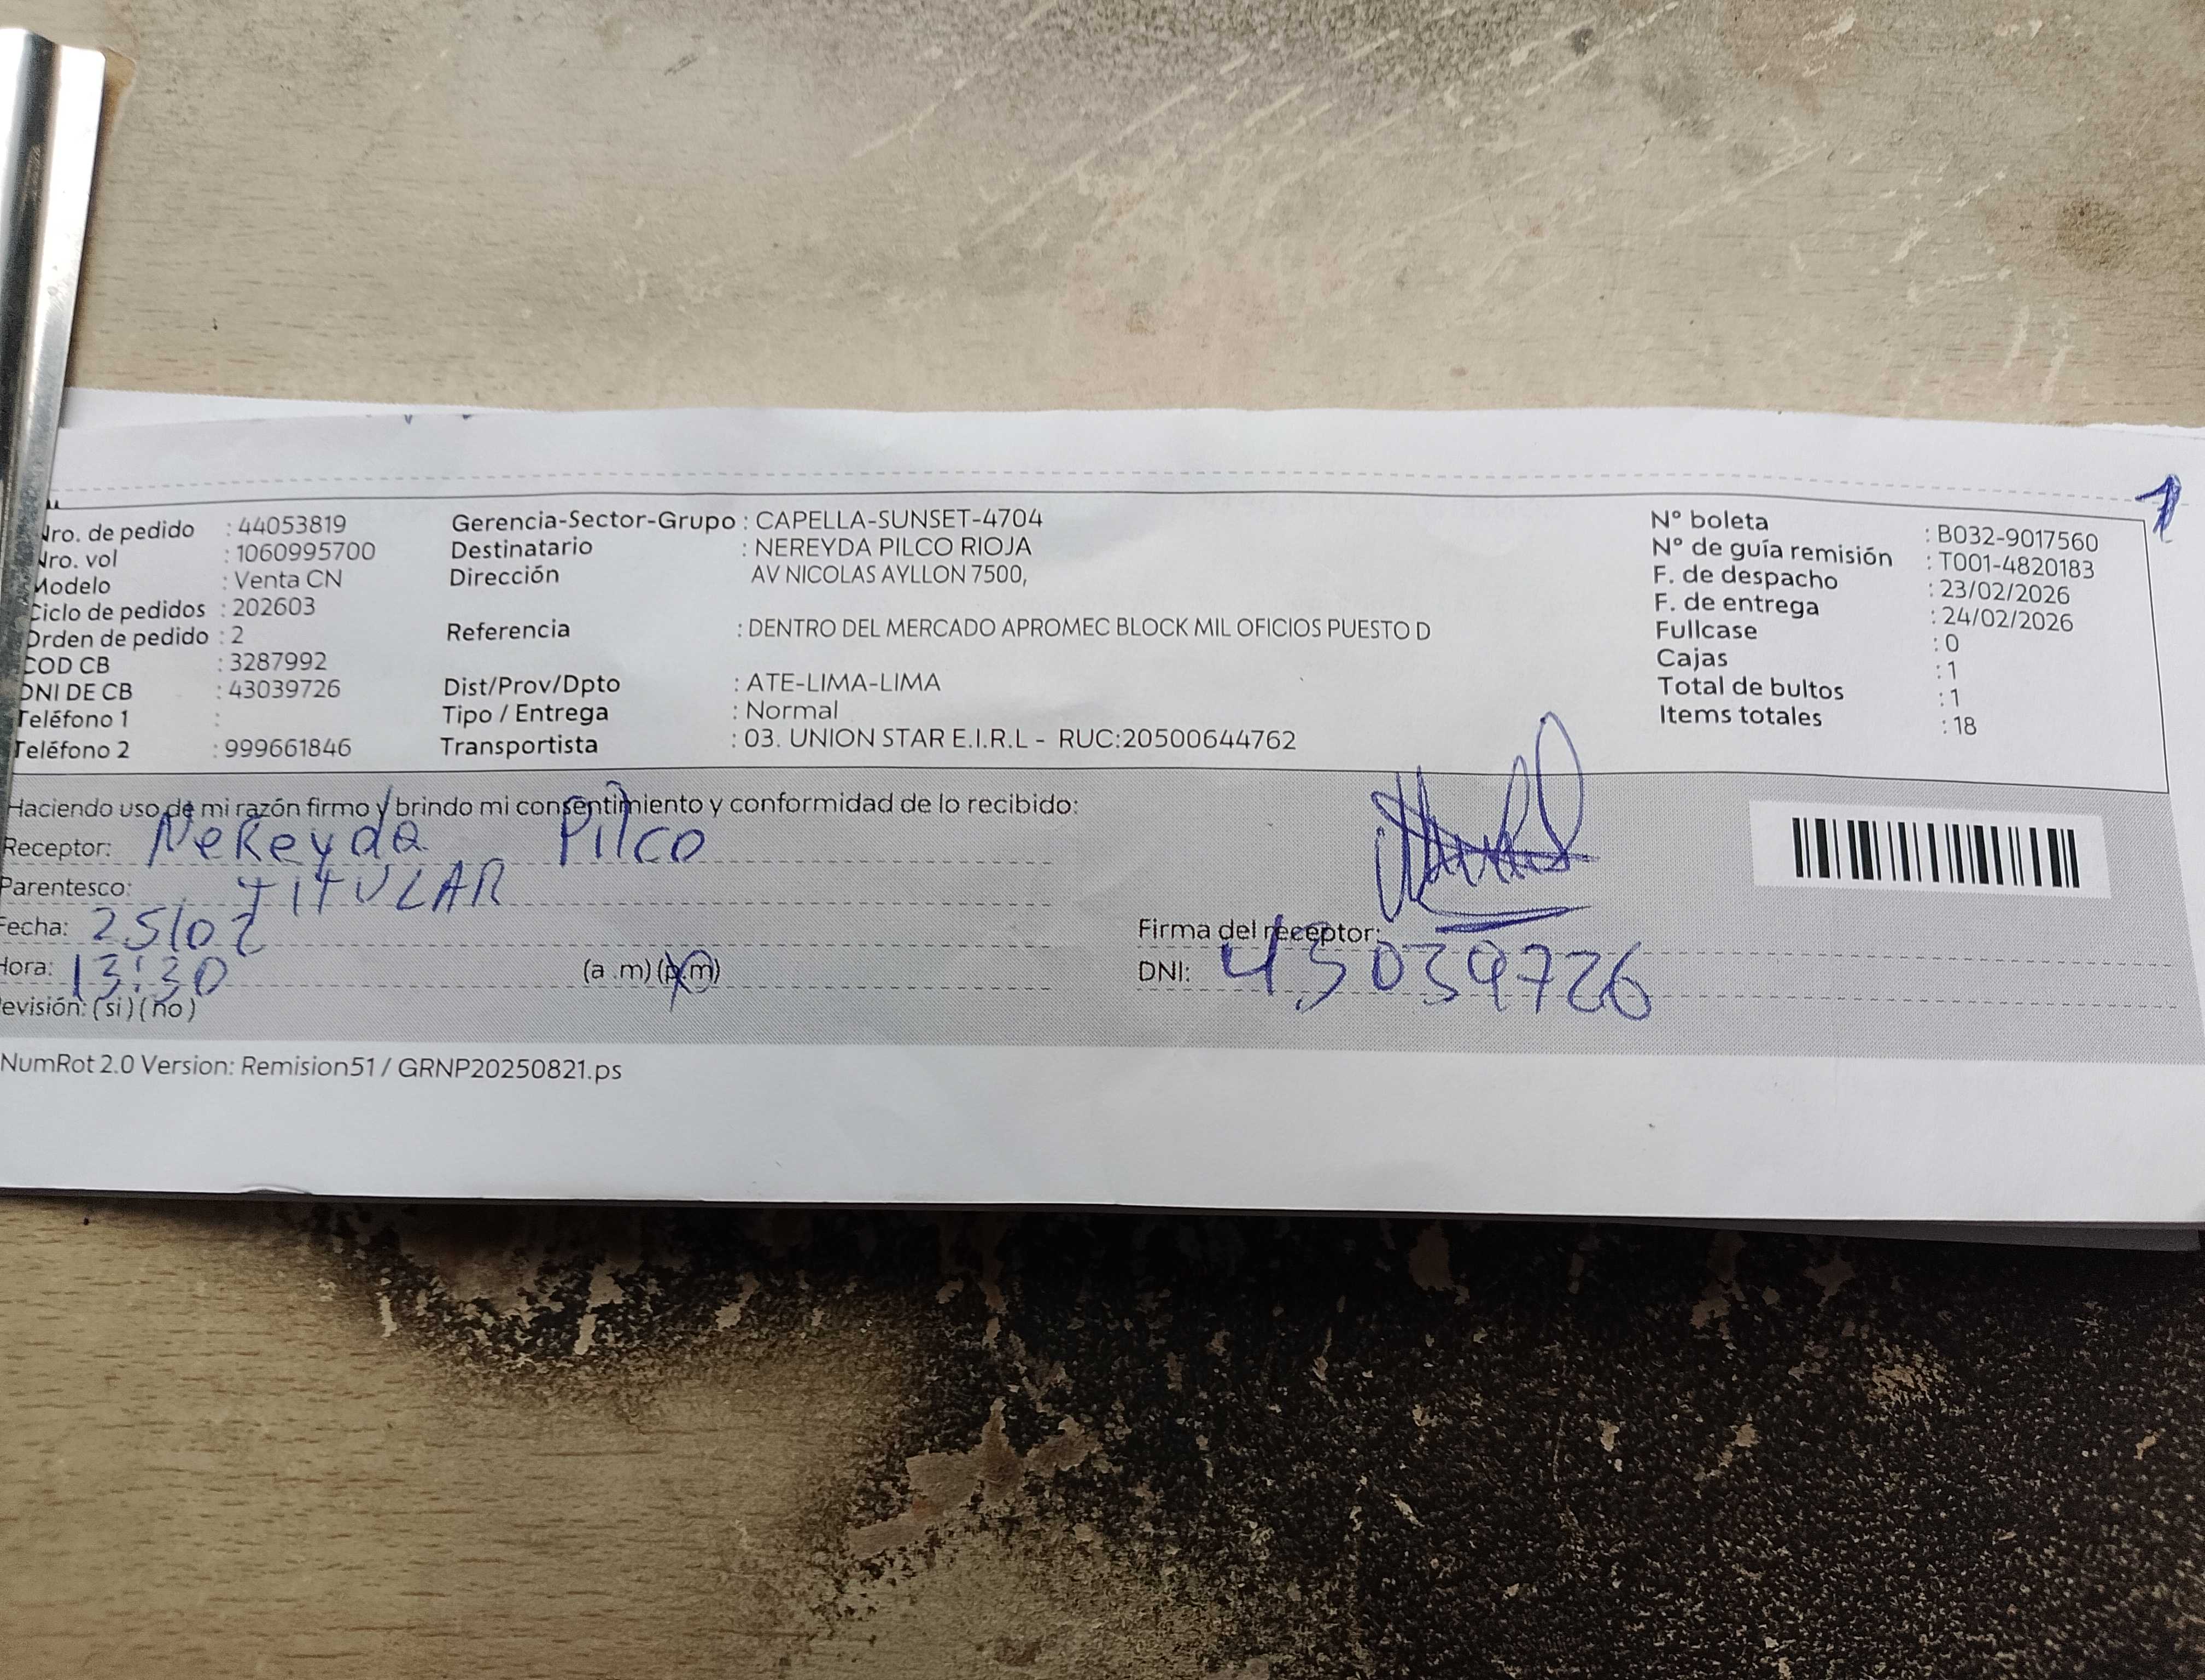 Nro. de pedido : 44053819
Nro. vol : 1060995700
Modelo : Venta CN
Ciclo de pedidos : 202603
Orden de pedido : 2
COD CB : 3287992
DNI DE CB : 43039726
Teléfono 1 :
Teléfono 2 : 999661846
Gerencia-Sector-Grupo : CAPELLA-SUNSET-4704
Destinatario : NEREYDA PILCO RIOJA
Dirección AV NICOLAS AYLLON 7500,
Referencia : DENTRO DEL MERCADO APROMEC BLOCK MIL OFICIOS PUESTO D
Dist/Prov/Dpto : ATE-LIMA-LIMA
Tipo / Entrega : Normal
Transportista : 03. UNION STAR E.I.R.L - RUC:20500644762
N° boleta : B032-9017560
N° de guía remisión : T001-4820183
F. de despacho : 23/02/2026
F. de entrega : 24/02/2026
Fullcase : 0
Cajas : 1
Total de bultos : 1
Items totales : 18
1
Haciendo uso de mi razón firmo y brindo mi consentimiento y conformidad de lo recibido:
Receptor: Nereyda Pilco
Parentesco: TITULAR
Fecha: 25/02
Hora: 13:30 (a .m) (p.m)
evisión: (si) (no)
Firma del receptor:
DNI: 43039726
NumRot 2.0 Version: Remision51 / GRNP20250821.ps